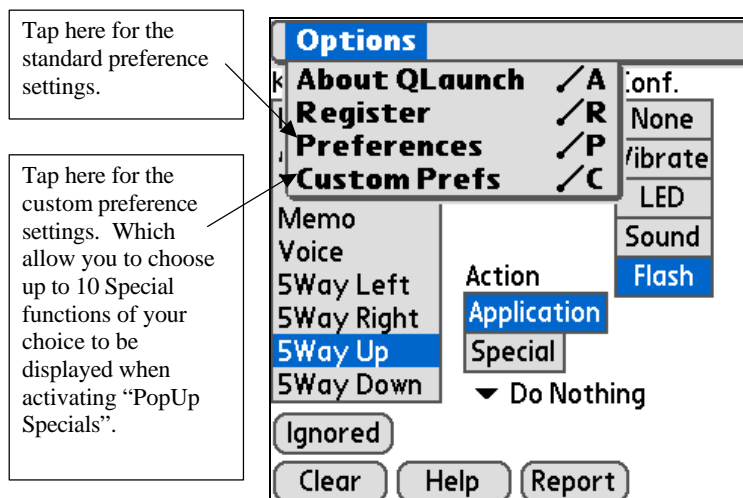 Tap here for the
standard preference
settings.
Tap here for the
custom preference
settings. Which
allow you to choose
up to 10 Special
functions of your
choice to be
displayed when
activating “PopUp
Specials”.
Options
About QLaunch /A
Register /R
Preferences /P
Custom Prefs /C
Conf.
None
Vibrate
LED
Sound
Flash
Memo
Voice
5Way Left
5Way Right
5Way Up
5Way Down
Action
Application
Special
Do Nothing
Ignored
Clear Help Report